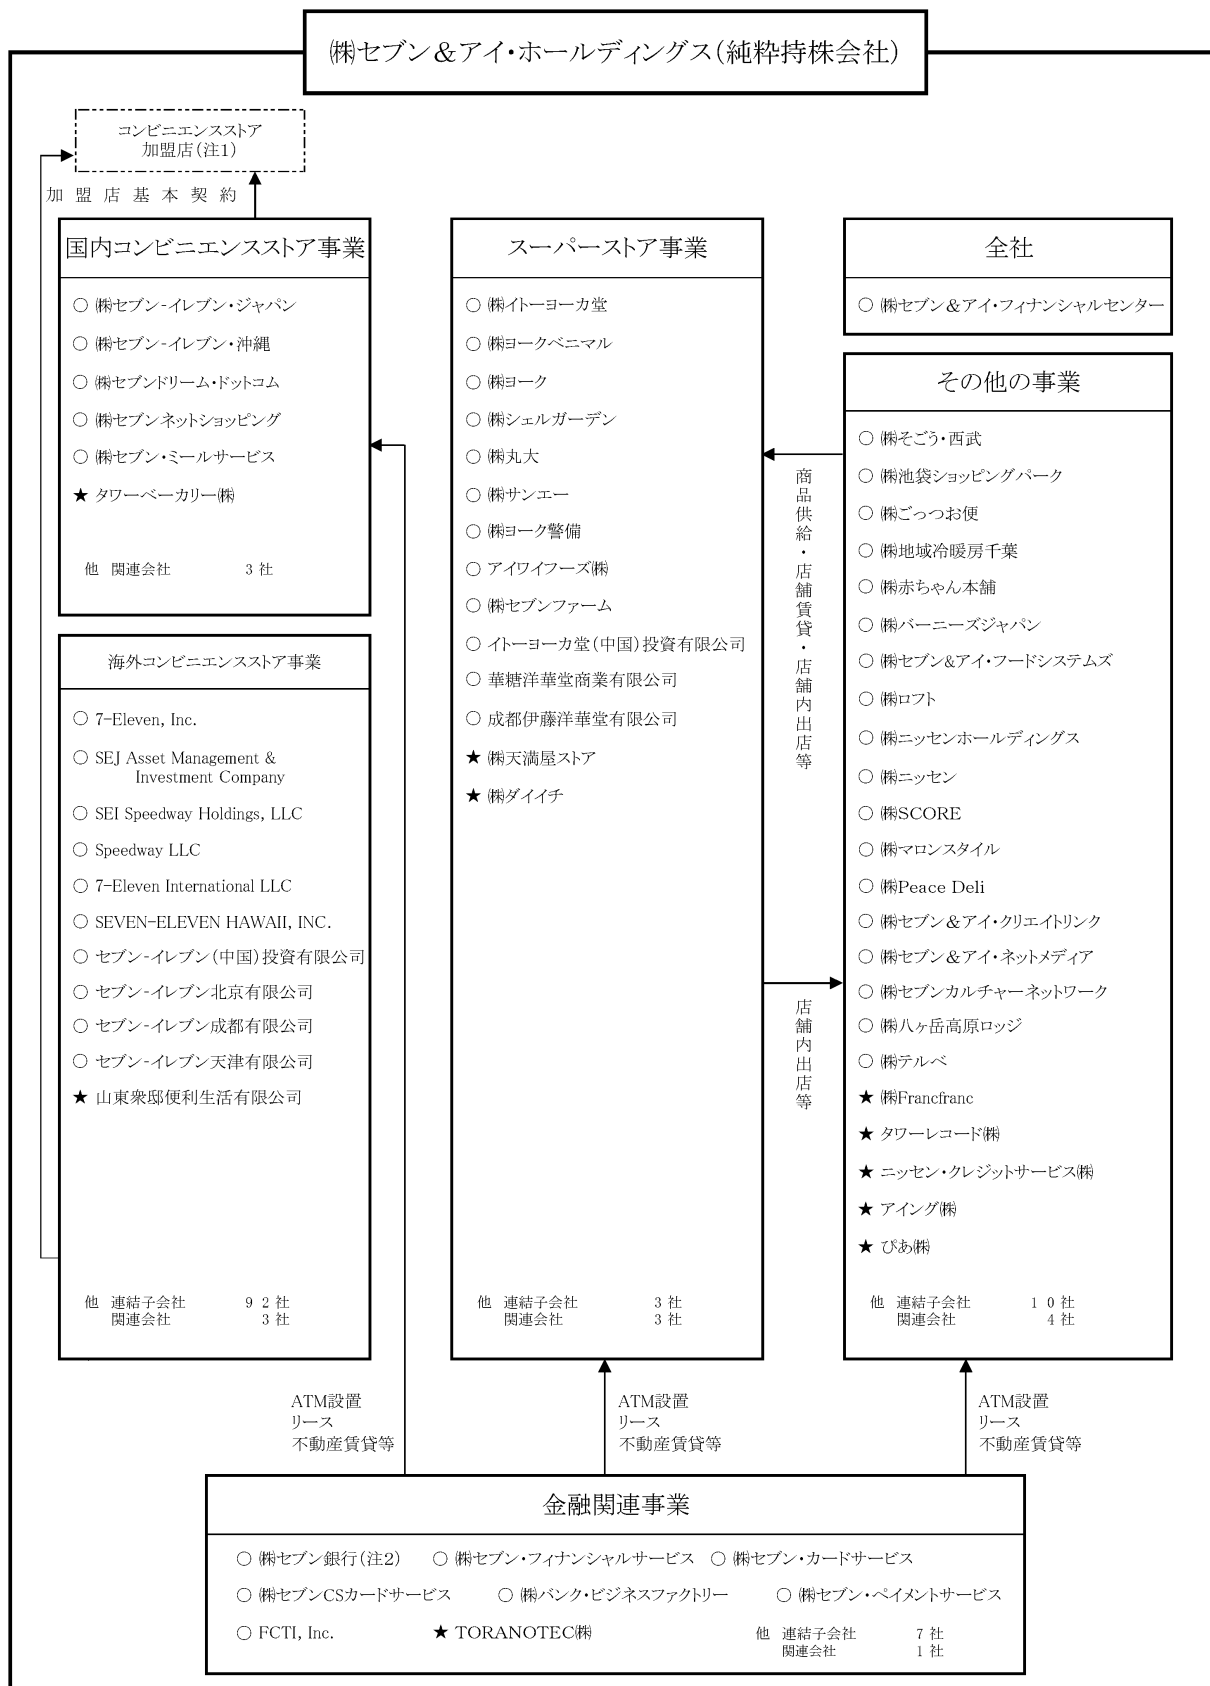 ㈱セブン＆アイ・ホールディングス（純粋持株会社）
コンビニエンスストア
加盟店（注1）
加盟店基本契約
国内コンビニエンスストア事業
○ ㈱セブン-イレブン・ジャパン
○ ㈱セブン-イレブン・沖縄
○ ㈱セブンドリーム・ドットコム
○ ㈱セブンネットショッピング
○ ㈱セブン・ミールサービス
★ タワーベーカリー㈱
他 関連会社 3 社
海外コンビニエンスストア事業
○ 7-Eleven, Inc.
○ SEJ Asset Management &
Investment Company
○ SEI Speedway Holdings, LLC
○ Speedway LLC
○ 7-Eleven International LLC
○ SEVEN-ELEVEN HAWAII, INC.
○ セブン-イレブン（中国）投資有限公司
○ セブン-イレブン北京有限公司
○ セブン-イレブン成都有限公司
○ セブン-イレブン天津有限公司
★ 山東衆邸便利生活有限公司
他 連結子会社 9 2 社
関連会社 3 社
スーパーストア事業
○ ㈱イトーヨーカ堂
○ ㈱ヨークベニマル
○ ㈱ヨーク
○ ㈱シェルガーデン
○ ㈱丸大
○ ㈱サンエー
○ ㈱ヨーク警備
○ アイワイフーズ㈱
○ ㈱セブンファーム
○ イトーヨーカ堂（中国）投資有限公司
○ 華糖洋華堂商業有限公司
○ 成都伊藤洋華堂有限公司
★ ㈱天満屋ストア
★ ㈱ダイイチ
他 連結子会社 3 社
関連会社 3 社
商品供給・店舗賃貸・店舗内出店等
店舗内出店等
全社
○ ㈱セブン＆アイ・フィナンシャルセンター
その他の事業
○ ㈱そごう・西武
○ ㈱池袋ショッピングパーク
○ ㈱ごっつお便
○ ㈱地域冷暖房千葉
○ ㈱赤ちゃん本舗
○ ㈱バーニーズジャパン
○ ㈱セブン&アイ・フードシステムズ
○ ㈱ロフト
○ ㈱ニッセンホールディングス
○ ㈱ニッセン
○ ㈱SCORE
○ ㈱マロンスタイル
○ ㈱Peace Deli
○ ㈱セブン＆アイ・クリエイトリンク
○ ㈱セブン＆アイ・ネットメディア
○ ㈱セブンカルチャーネットワーク
○ ㈱八ヶ岳高原ロッジ
○ ㈱テルベ
★ ㈱Francfranc
★ タワーレコード㈱
★ ニッセン・クレジットサービス㈱
★ アイング㈱
★ ぴあ㈱
他 連結子会社 1 0 社
関連会社 4 社
ATM設置
リース
不動産賃貸等
ATM設置
リース
不動産賃貸等
ATM設置
リース
不動産賃貸等
金融関連事業
○ ㈱セブン銀行（注2） ○ ㈱セブン・フィナンシャルサービス ○ ㈱セブン・カードサービス
○ ㈱セブンCSカードサービス ○ ㈱バンク・ビジネスファクトリー ○ ㈱セブン・ペイメントサービス
○ FCTI, Inc. ★ TORANOTEC㈱ 他 連結子会社 7 社
関連会社 1 社